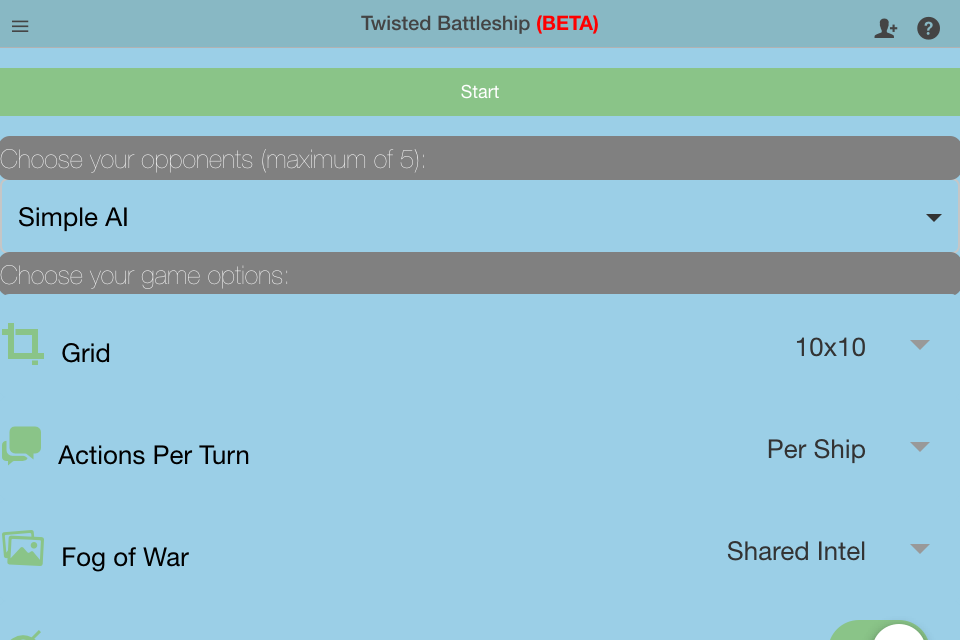 Twisted Battleship (BETA)
Start
Choose your opponents (maximum of 5):
Simple AI
Choose your game options:
Grid
10x10
Actions Per Turn
Per Ship
Fog of War
Shared Intel